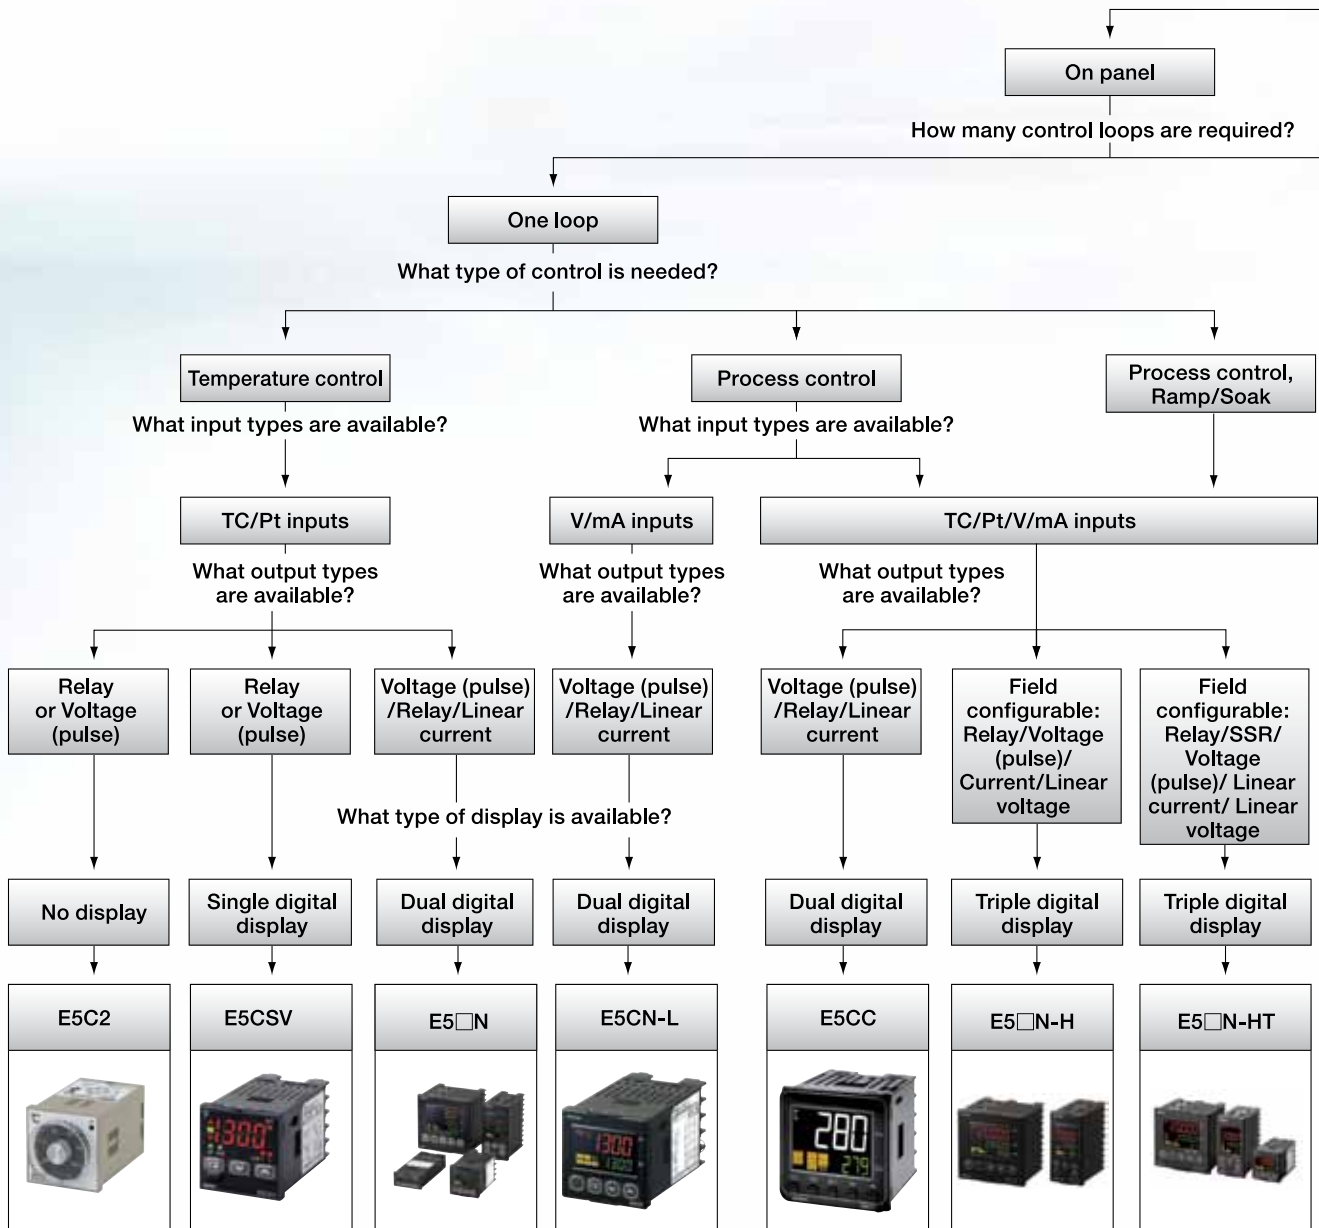 On panel
How many control loops are required?
One loop
What type of control is needed?
Temperature control
Process control
Process control,
Ramp/Soak
What input types are available?
What input types are available?
TC/Pt inputs
V/mA inputs
TC/Pt/V/mA inputs
What output types
are available?
What output types
are available?
What output types
are available?
Relay
or Voltage
(pulse)
Relay
or Voltage
(pulse)
Voltage (pulse)
/Relay/Linear
current
Voltage (pulse)
/Relay/Linear
current
Voltage (pulse)
/Relay/Linear
current
Field
configurable:
Relay/Voltage
(pulse)/
Current/Linear
voltage
Field
configurable:
Relay/SSR/
Voltage
(pulse)/ Linear
current/ Linear
voltage
What type of display is available?
No display
Single digital
display
Dual digital
display
Dual digital
display
Dual digital
display
Triple digital
display
Triple digital
display
E5C2
E5CSV
E5□N
E5CN-L
E5CC
E5□N-H
E5□N-HT
1300
1300
1300
280
279